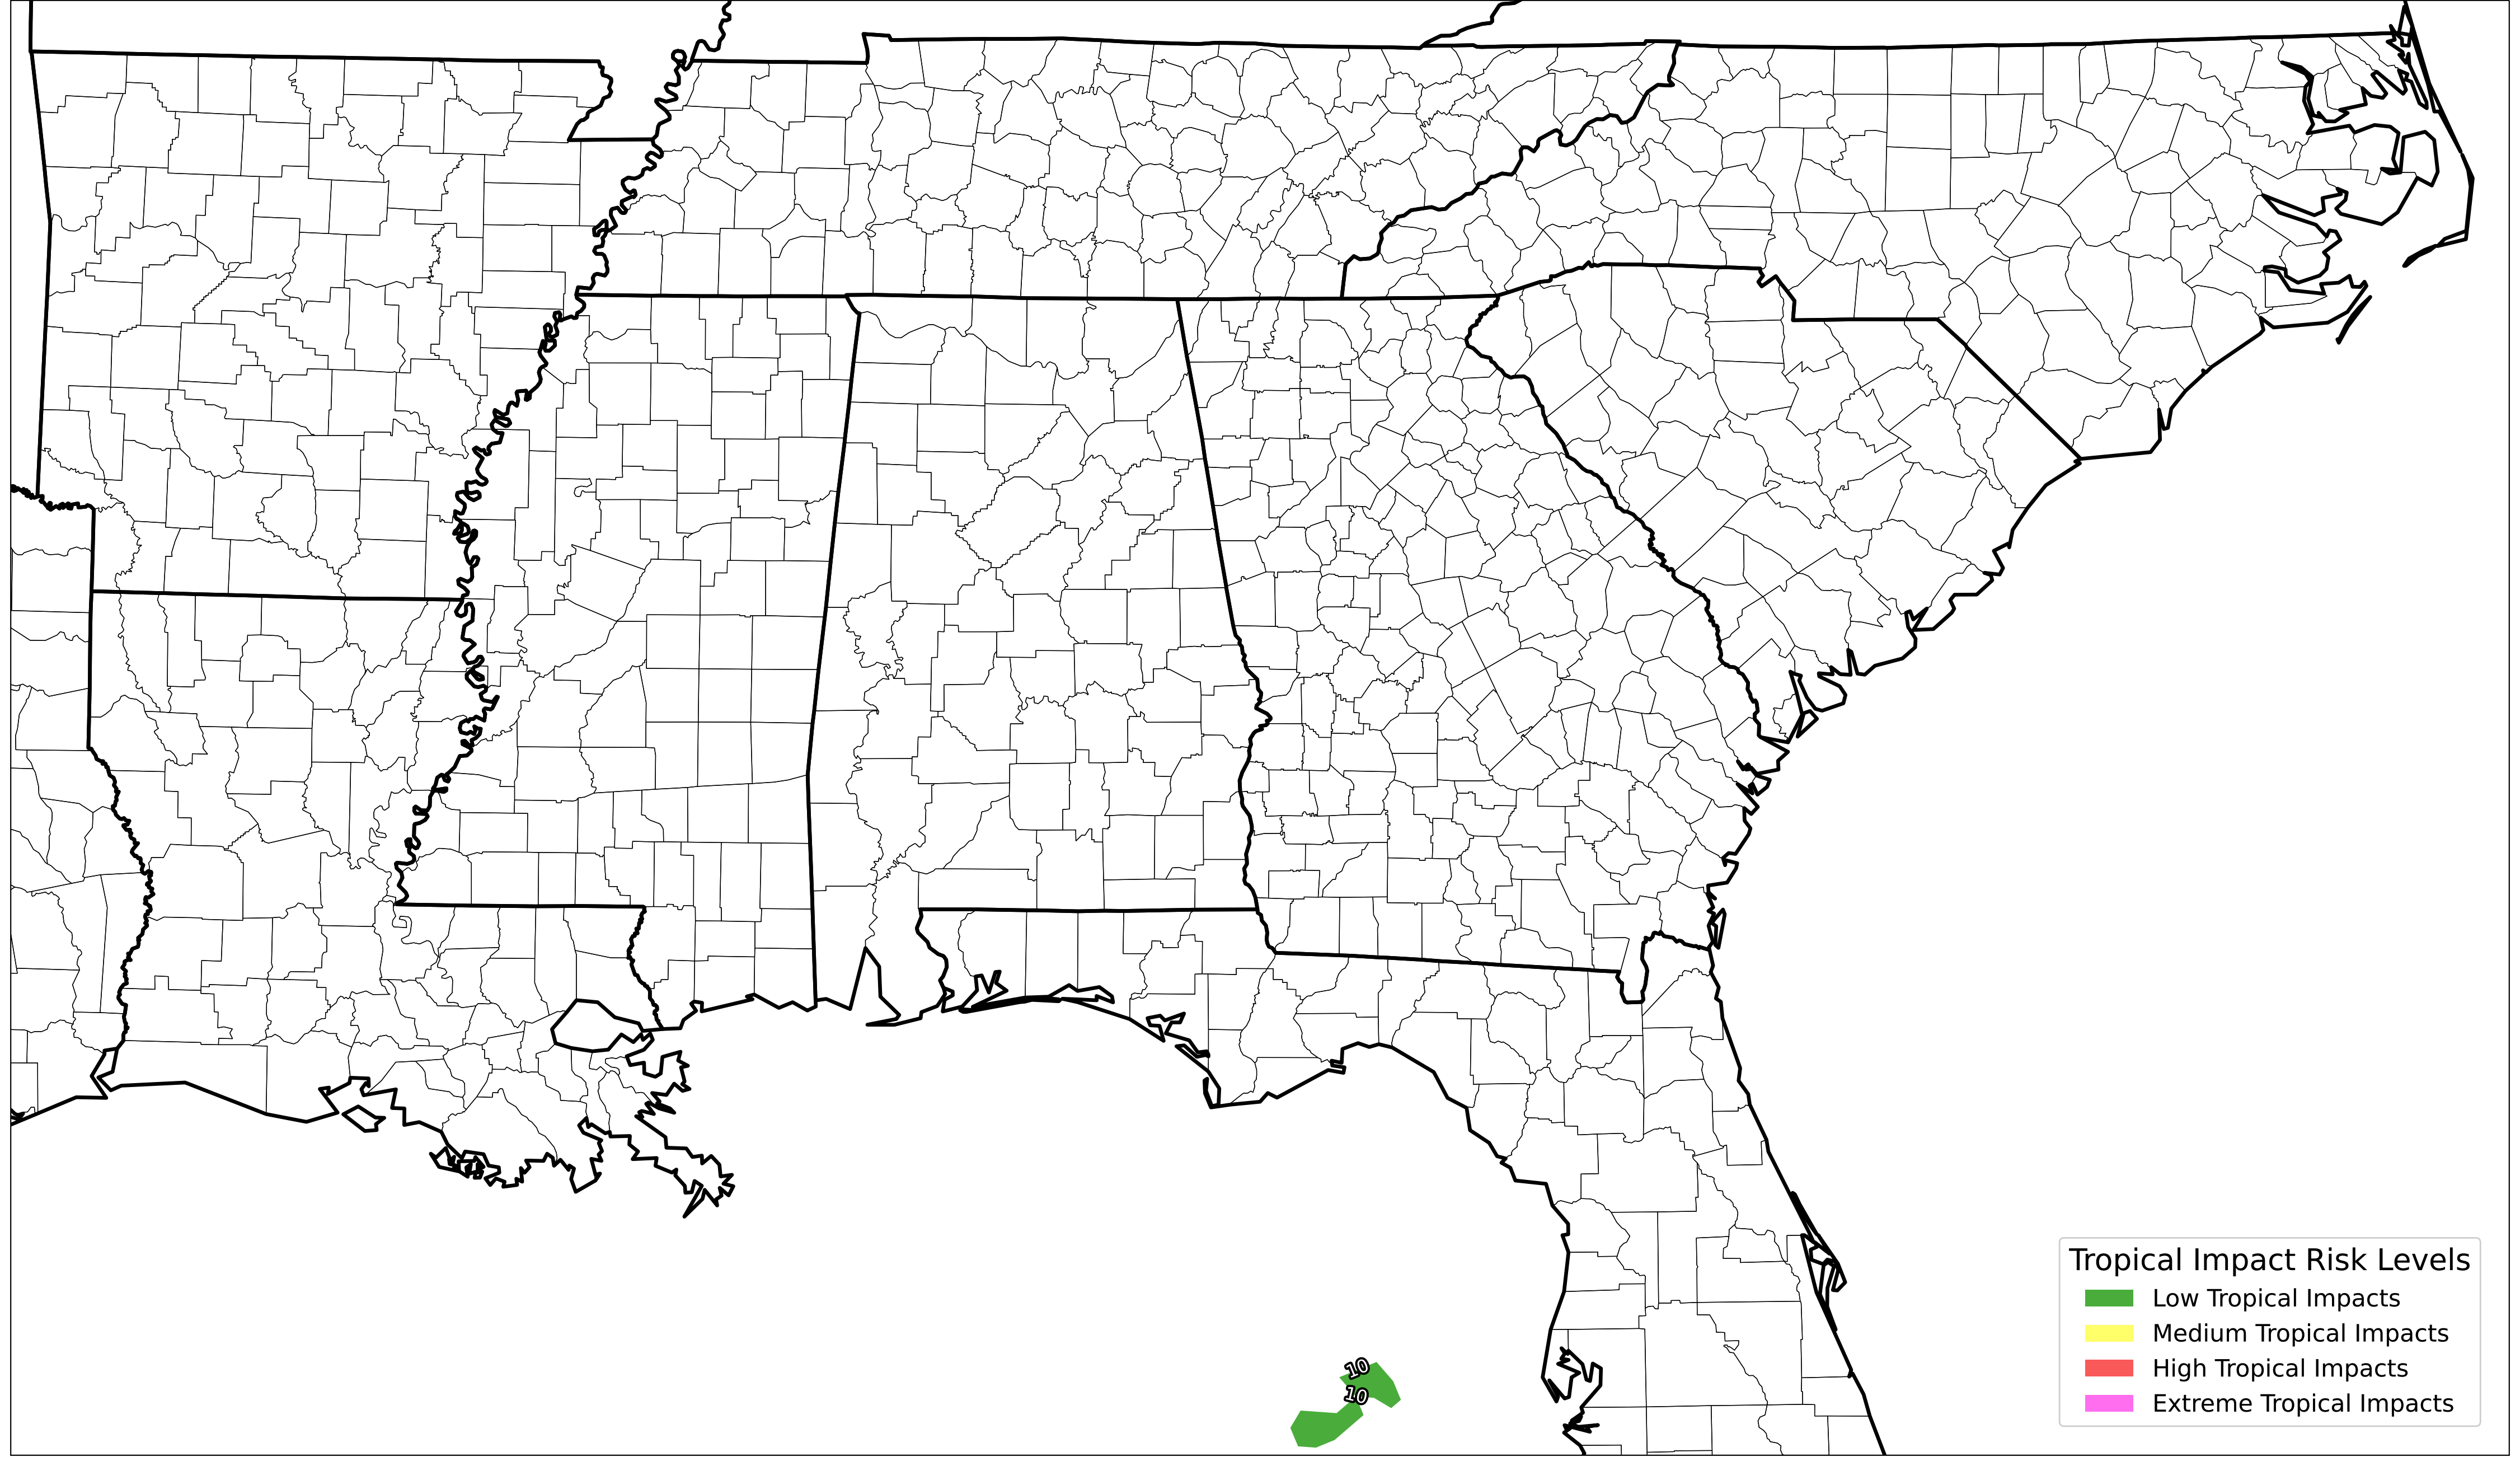 10
10
Tropical Impact Risk Levels
Low Tropical Impacts
Medium Tropical Impacts
High Tropical Impacts
Extreme Tropical Impacts